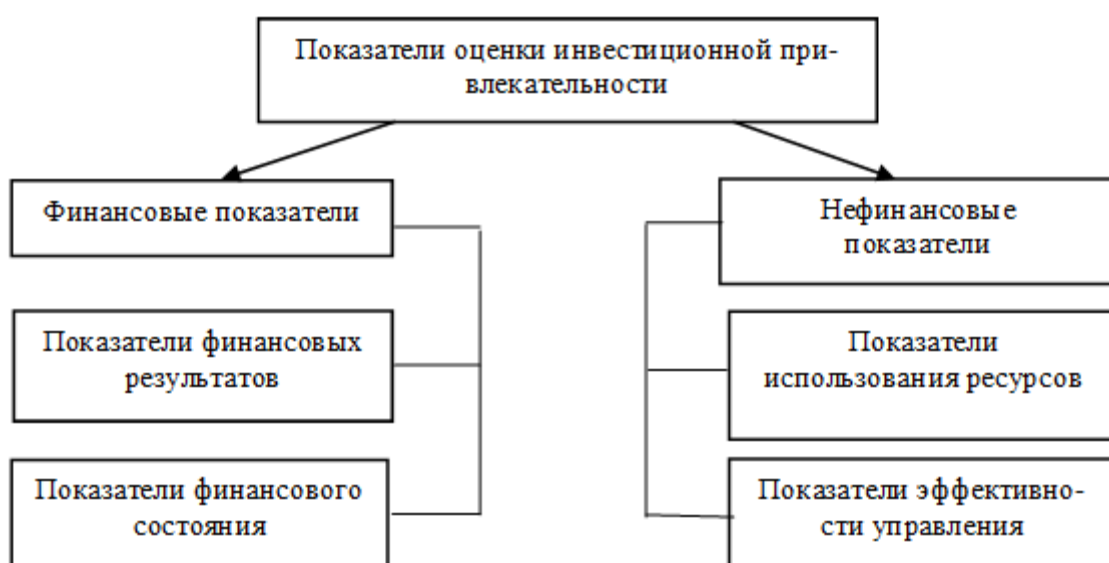 Показатели оценки инвестиционной при-
влекательности
Финансовые показатели
Нефинансовые
показатели
Показатели финансовых
результатов
Показатели
использования ресурсов
Показатели финансового
состояния
Показатели эффективно-
сти управления